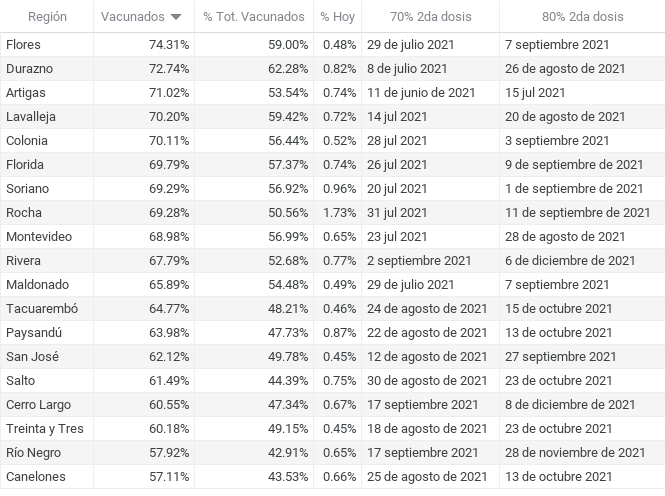 Región Vacunados % Tot. Vacunados % Hoy 70% 2da dosis 80% 2da dosis
Flores 74.31% 59.00% 0.48% 29 de julio 2021 7 septiembre 2021
Durazno 72.74% 62.28% 0.82% 8 de julio 2021 26 de agosto de 2021
Artigas 71.02% 53.54% 0.74% 11 de junio de 2021 15 jul 2021
Lavalleja 70.20% 59.42% 0.72% 14 jul 2021 20 de agosto de 2021
Colonia 70.11% 56.44% 0.52% 28 jul 2021 3 septiembre 2021
Florida 69.79% 57.37% 0.74% 26 jul 2021 9 de septiembre de 2021
Soriano 69.29% 56.92% 0.96% 20 jul 2021 1 de septiembre de 2021
Rocha 69.28% 50.56% 1.73% 31 jul 2021 11 de septiembre de 2021
Montevideo 68.98% 56.99% 0.65% 23 jul 2021 28 de agosto de 2021
Rivera 67.79% 52.68% 0.77% 2 septiembre 2021 6 de diciembre de 2021
Maldonado 65.89% 54.48% 0.49% 29 de julio 2021 7 septiembre 2021
Tacuarembó 64.77% 48.21% 0.46% 24 de agosto de 2021 15 de octubre 2021
Paysandú 63.98% 47.73% 0.87% 22 de agosto de 2021 13 de octubre 2021
San José 62.12% 49.78% 0.45% 12 de agosto de 2021 27 septiembre 2021
Salto 61.49% 44.39% 0.75% 30 de agosto de 2021 23 de octubre 2021
Cerro Largo 60.55% 47.34% 0.67% 17 septiembre 2021 8 de diciembre de 2021
Treinta y Tres 60.18% 49.15% 0.45% 18 de agosto de 2021 23 de octubre 2021
Río Negro 57.92% 42.91% 0.65% 17 septiembre 2021 28 de noviembre de 2021
Canelones 57.11% 43.53% 0.66% 25 de agosto de 2021 13 de octubre 2021